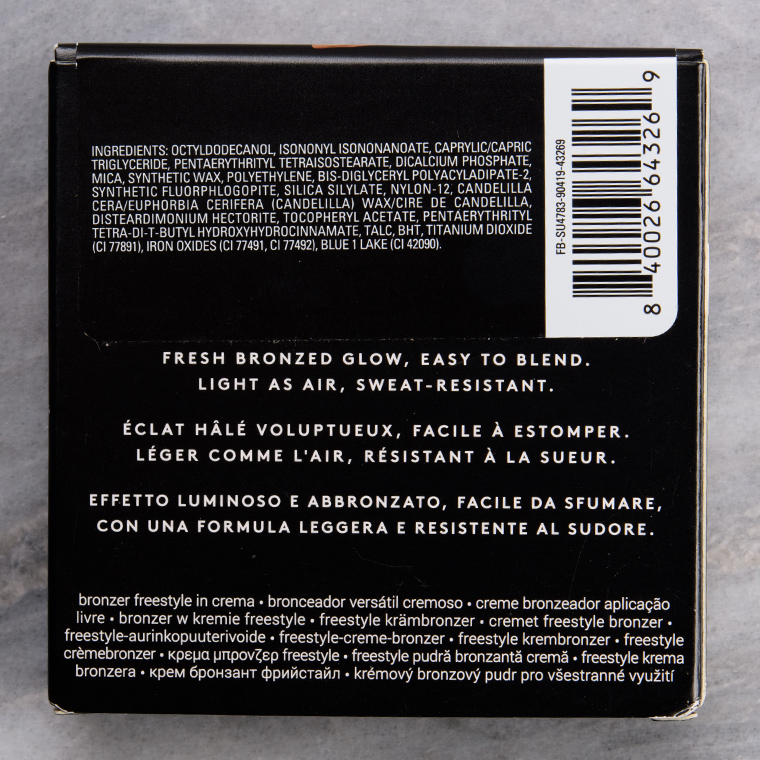 INGREDIENTS: OCTYLDODECANOL, ISONONYL ISONONANOATE, CAPRYLIC/CAPRIC
TRIGLYCERIDE, PENTAERYTHRITYL TETRAISOSTEARATE, DICALCIUM PHOSPHATE,
MICA, SYNTHETIC WAX, POLYETHYLENE, BIS-DIGLYCERYL POLYACYLADIPATE-2,
SYNTHETIC FLUORPHLOGOPITE, SILICA SILYLATE, NYLON-12, CANDELILLA
CERA/EUPHORBIA CERIFERA (CANDELILLA) WAX/CIRE DE CANDELILLA,
DISTEARDIMONIUM HECTORITE, TOCOPHERYL ACETATE, PENTAERYTHRITYL
TETRA-DI-T-BUTYL HYDROXYHYDROCINNAMATE, TALC, BHT, TITANIUM DIOXIDE
(CI 77891), IRON OXIDES (CI 77491, CI 77492), BLUE 1 LAKE (CI 42090).
FB-SU4783-90419-43269
8 40026 64326 9
FRESH BRONZED GLOW, EASY TO BLEND.
LIGHT AS AIR, SWEAT-RESISTANT.
ÉCLAT HÂLÉ VOLUPTUEUX, FACILE À ESTOMPER.
LÉGER COMME L'AIR, RÉSISTANT À LA SUEUR.
EFFETTO LUMINOSO E ABBRONZATO, FACILE DA SFUMARE,
CON UNA FORMULA LEGGERA E RESISTENTE AL SUDORE.
bronzer freestyle in crema • bronceador versátil cremoso • creme bronzeador aplicação
livre • bronzer w kremie freestyle • freestyle krämbronzer • cremet freestyle bronzer •
freestyle-aurinkopuuterivoide • freestyle-creme-bronzer • freestyle krembronzer • freestyle
crèmebronzer • κρεμα μπρονζερ freestyle • freestyle pudră bronzantă cremă • freestyle krema
bronzera • крем бронзант фрийстайл • krémový bronzový pudr pro všestranné využití